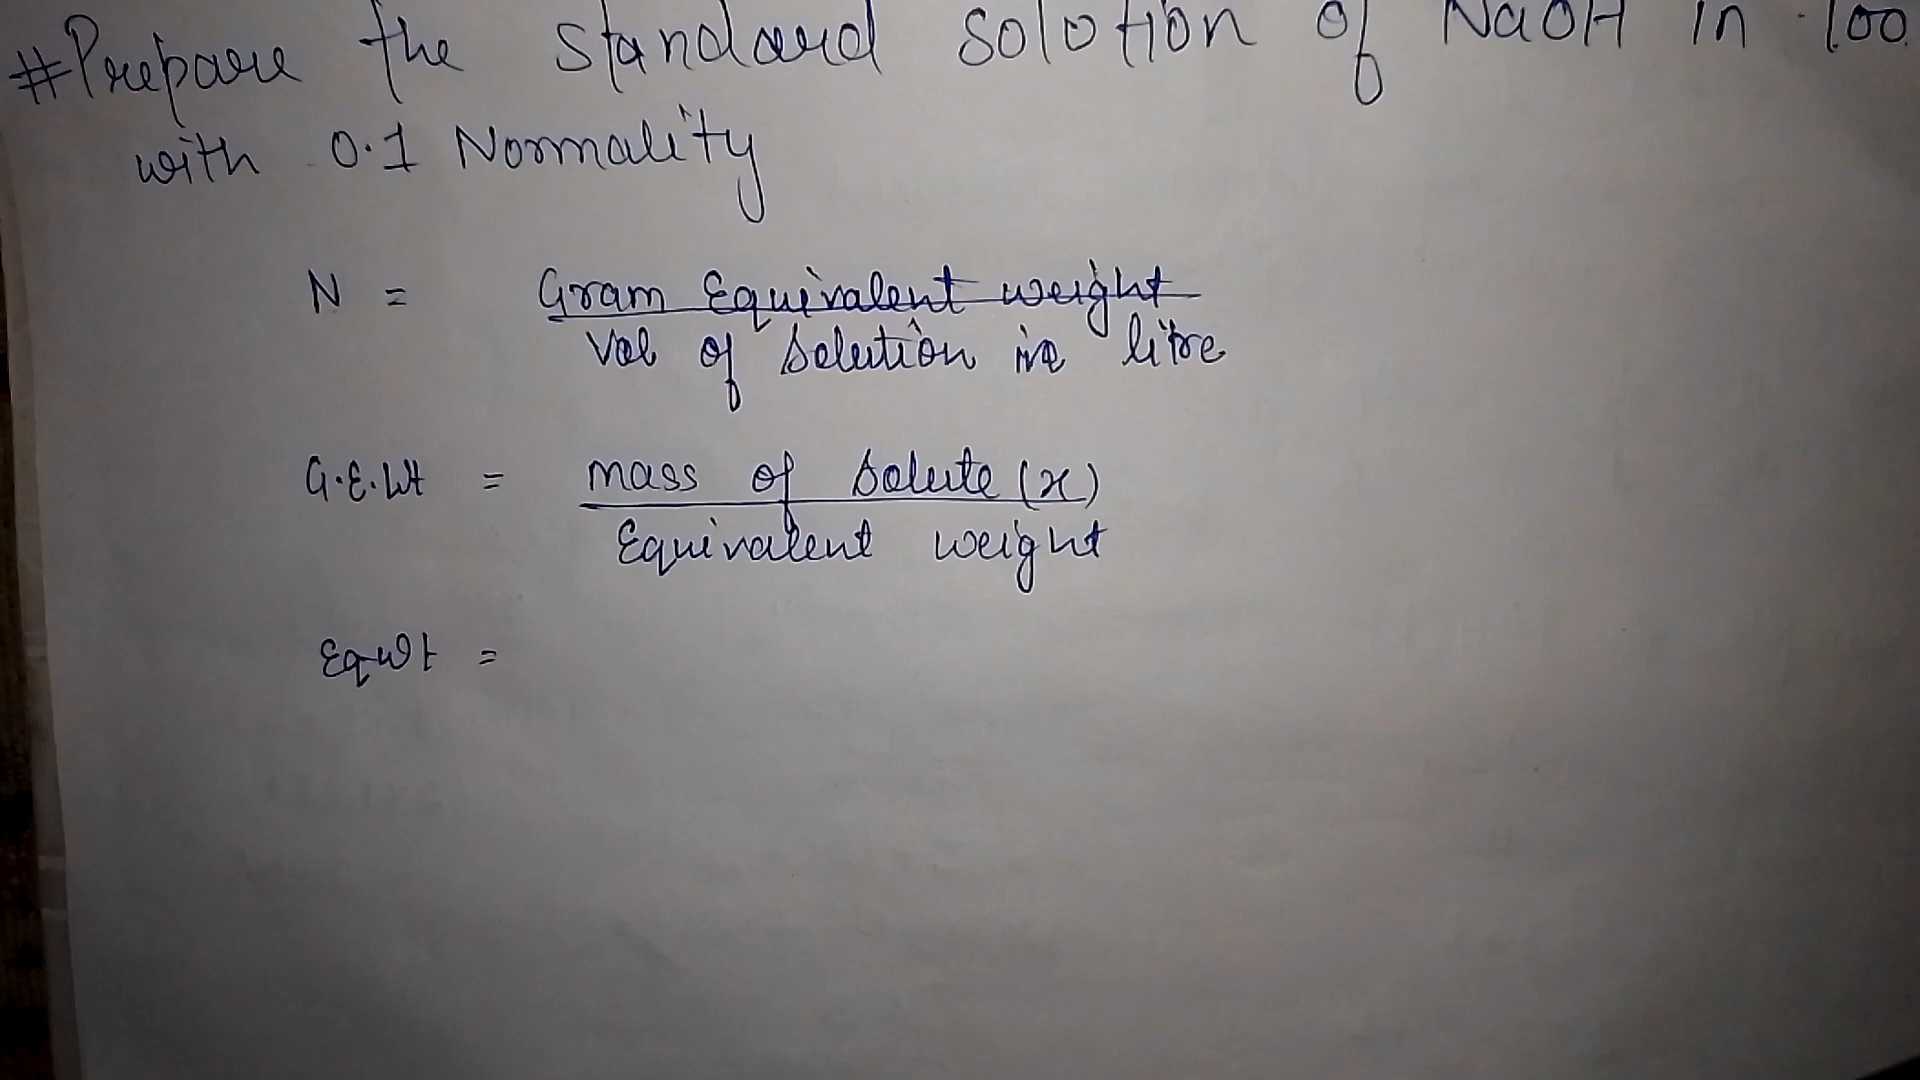 #Prepare the standard solution of NaOH in 100
with 0.1 Normality
N = Gram Equivalent weight
Vol of solution in litre
G.E.Wt = mass of solute (x)
Equivalent weight
Eq wt =